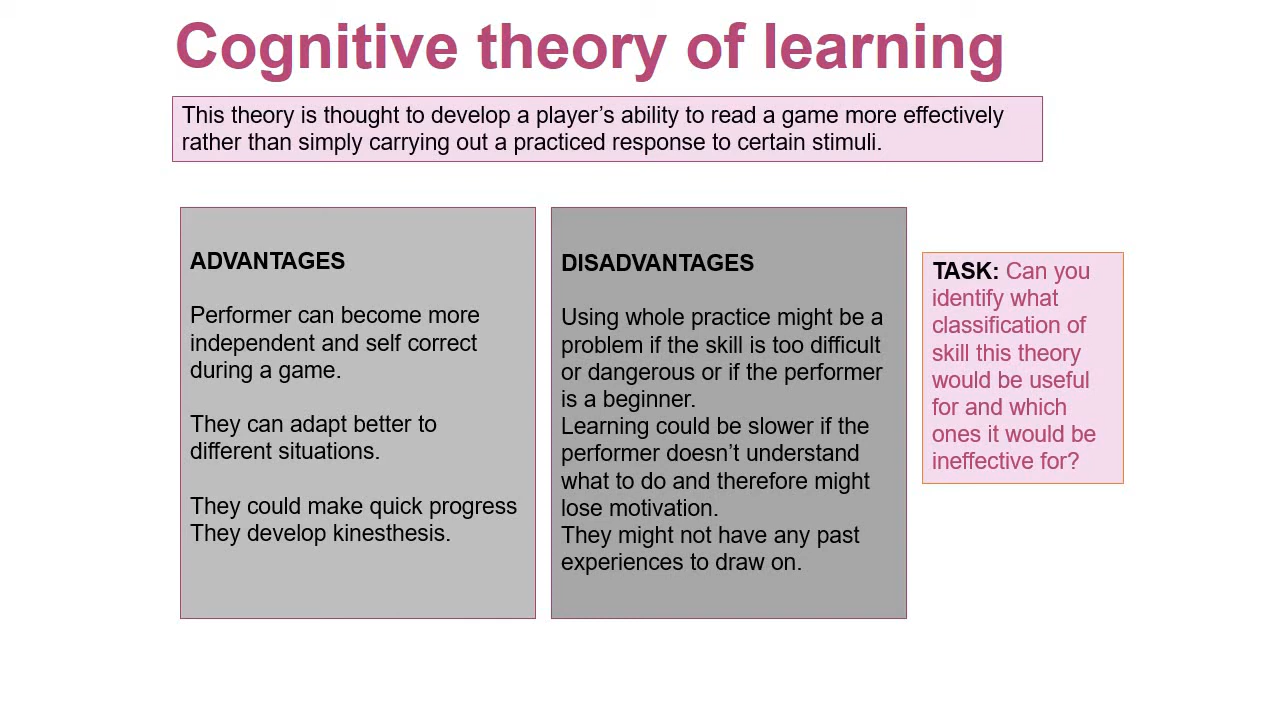 Cognitive theory of learning
This theory is thought to develop a player’s ability to read a game more effectively
rather than simply carrying out a practiced response to certain stimuli.
ADVANTAGES
Performer can become more
independent and self correct
during a game.
They can adapt better to
different situations.
They could make quick progress
They develop kinesthesis.
DISADVANTAGES
Using whole practice might be a
problem if the skill is too difficult
or dangerous or if the performer
is a beginner.
Learning could be slower if the
performer doesn’t understand
what to do and therefore might
lose motivation.
They might not have any past
experiences to draw on.
TASK: Can you
identify what
classification of
skill this theory
would be useful
for and which
ones it would be
ineffective for?